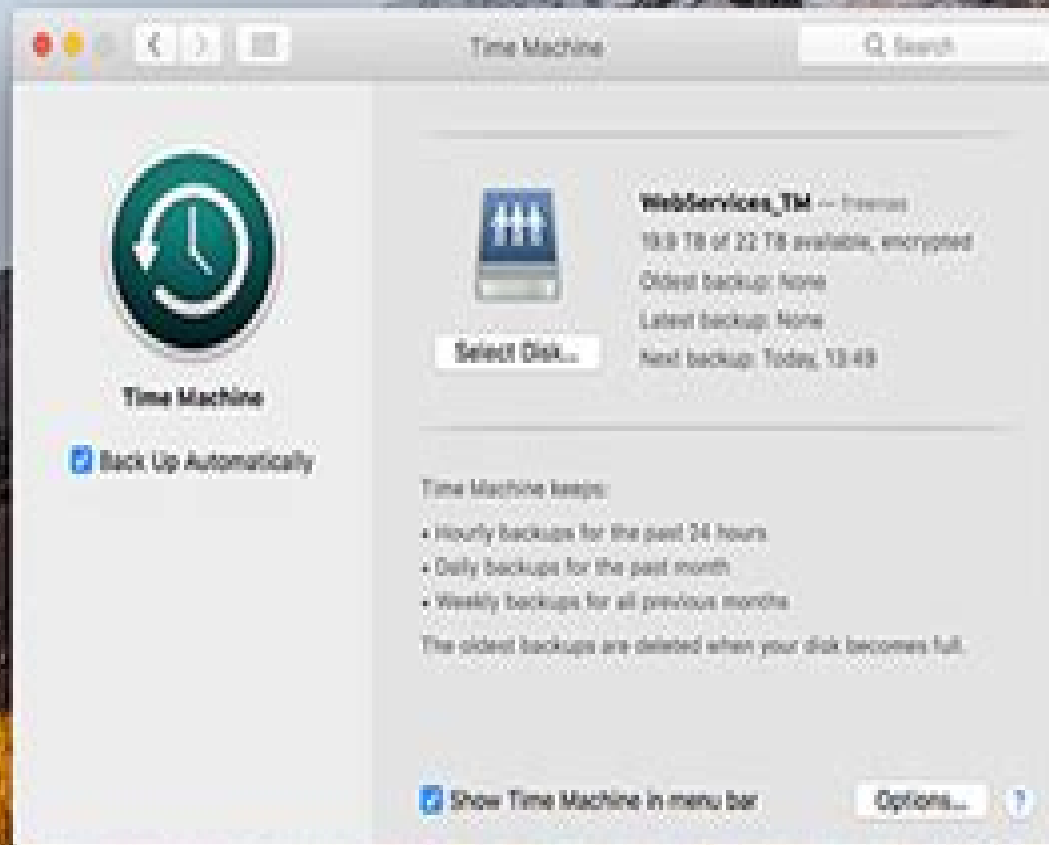 Time Machine
Search
WebServices_TM — freenas
19.9 TB of 22 TB available, encrypted
Oldest backup: None
Latest backup: None
Next backup: Today, 13:49
Select Disk...
Time Machine
Back Up Automatically
Time Machine keeps:
• Hourly backups for the past 24 hours
• Daily backups for the past month
• Weekly backups for all previous months
The oldest backups are deleted when your disk becomes full.
Show Time Machine in menu bar
Options...
?